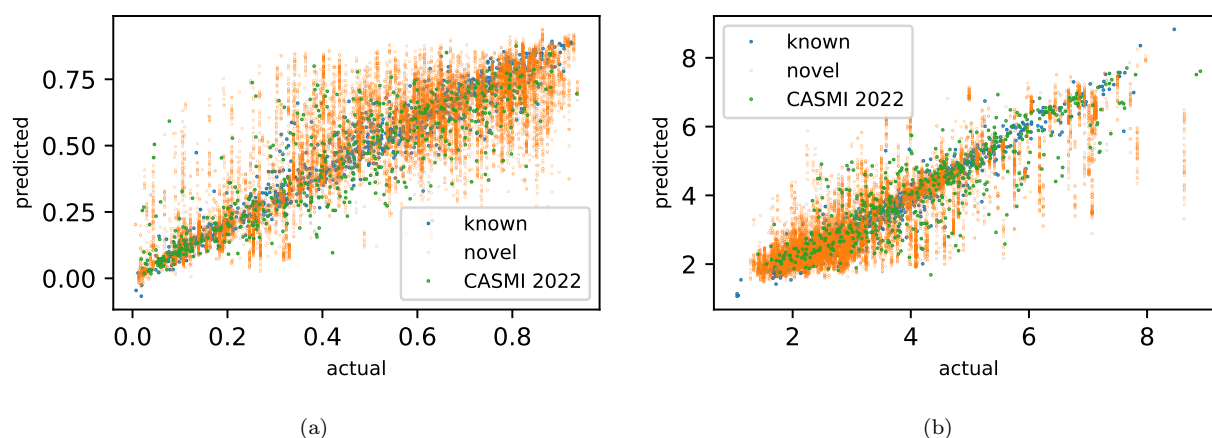 0.75
0.50
0.25
0.00
predicted
known
novel
CASMI 2022
0.0 0.2 0.4 0.6 0.8
actual
(a)
8
6
4
2
predicted
known
novel
CASMI 2022
2 4 6 8
actual
(b)